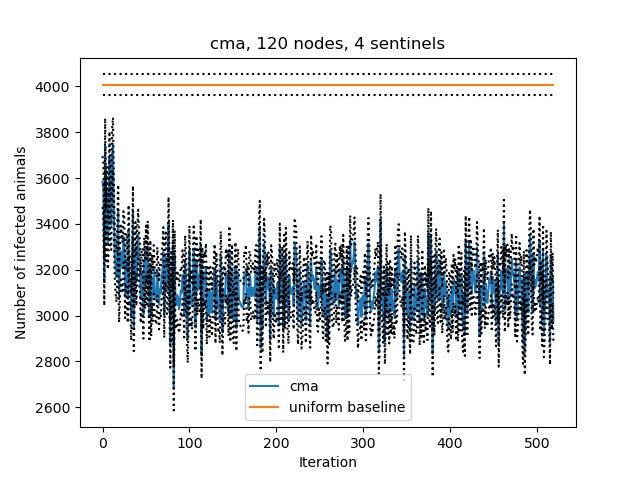 cma, 120 nodes, 4 sentinels
Number of infected animals
4000
3800
3600
3400
3200
3000
2800
2600
cma
uniform baseline
0 100 200 300 400 500
Iteration